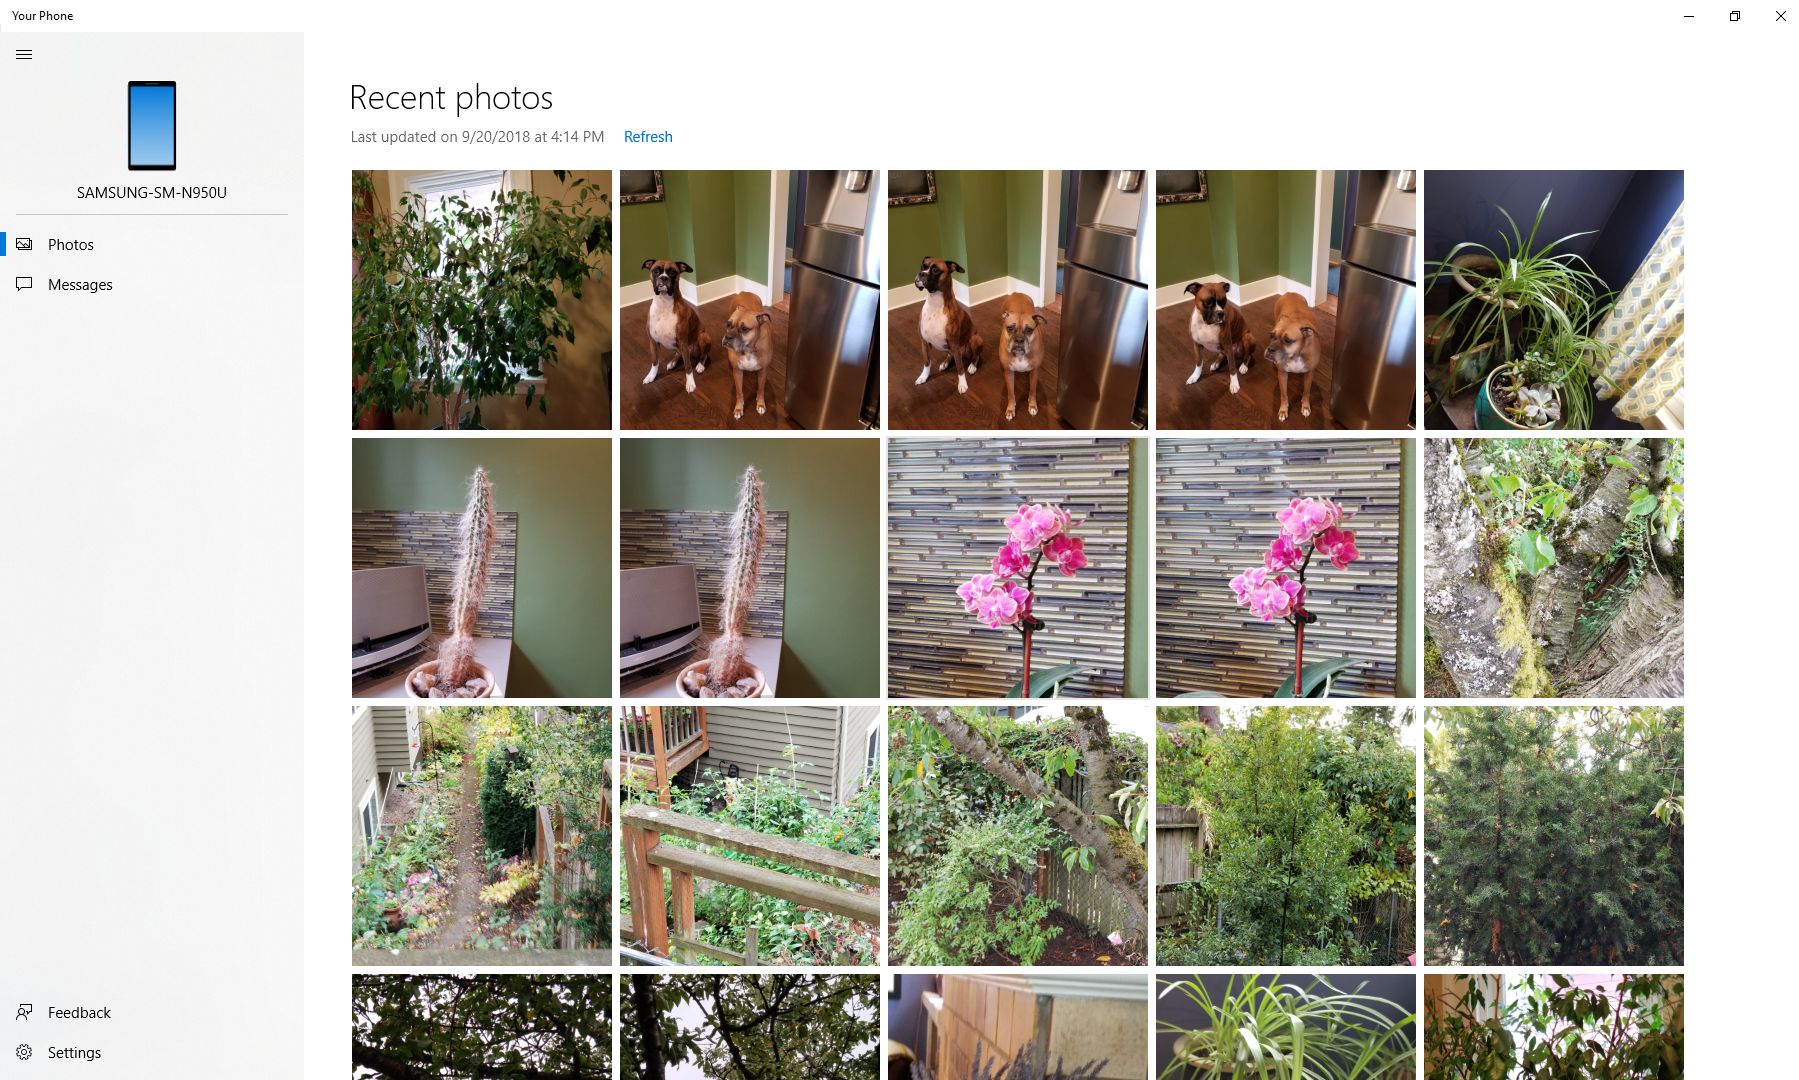 Your Phone
SAMSUNG-SM-N950U
Photos
Messages
Feedback
Settings
Recent photos
Last updated on 9/20/2018 at 4:14 PM Refresh